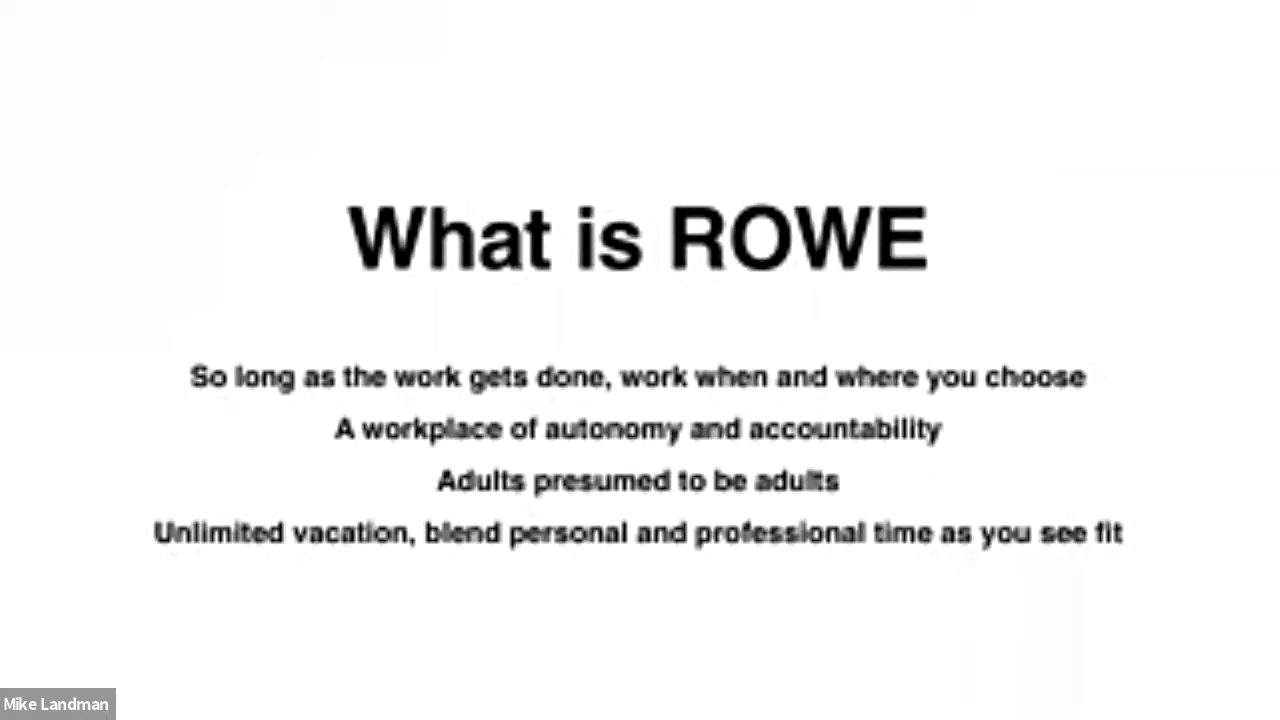 What is ROWE
So long as the work gets done, work when and where you choose
A workplace of autonomy and accountability
Adults presumed to be adults
Unlimited vacation, blend personal and professional time as you see fit
Mike Landman